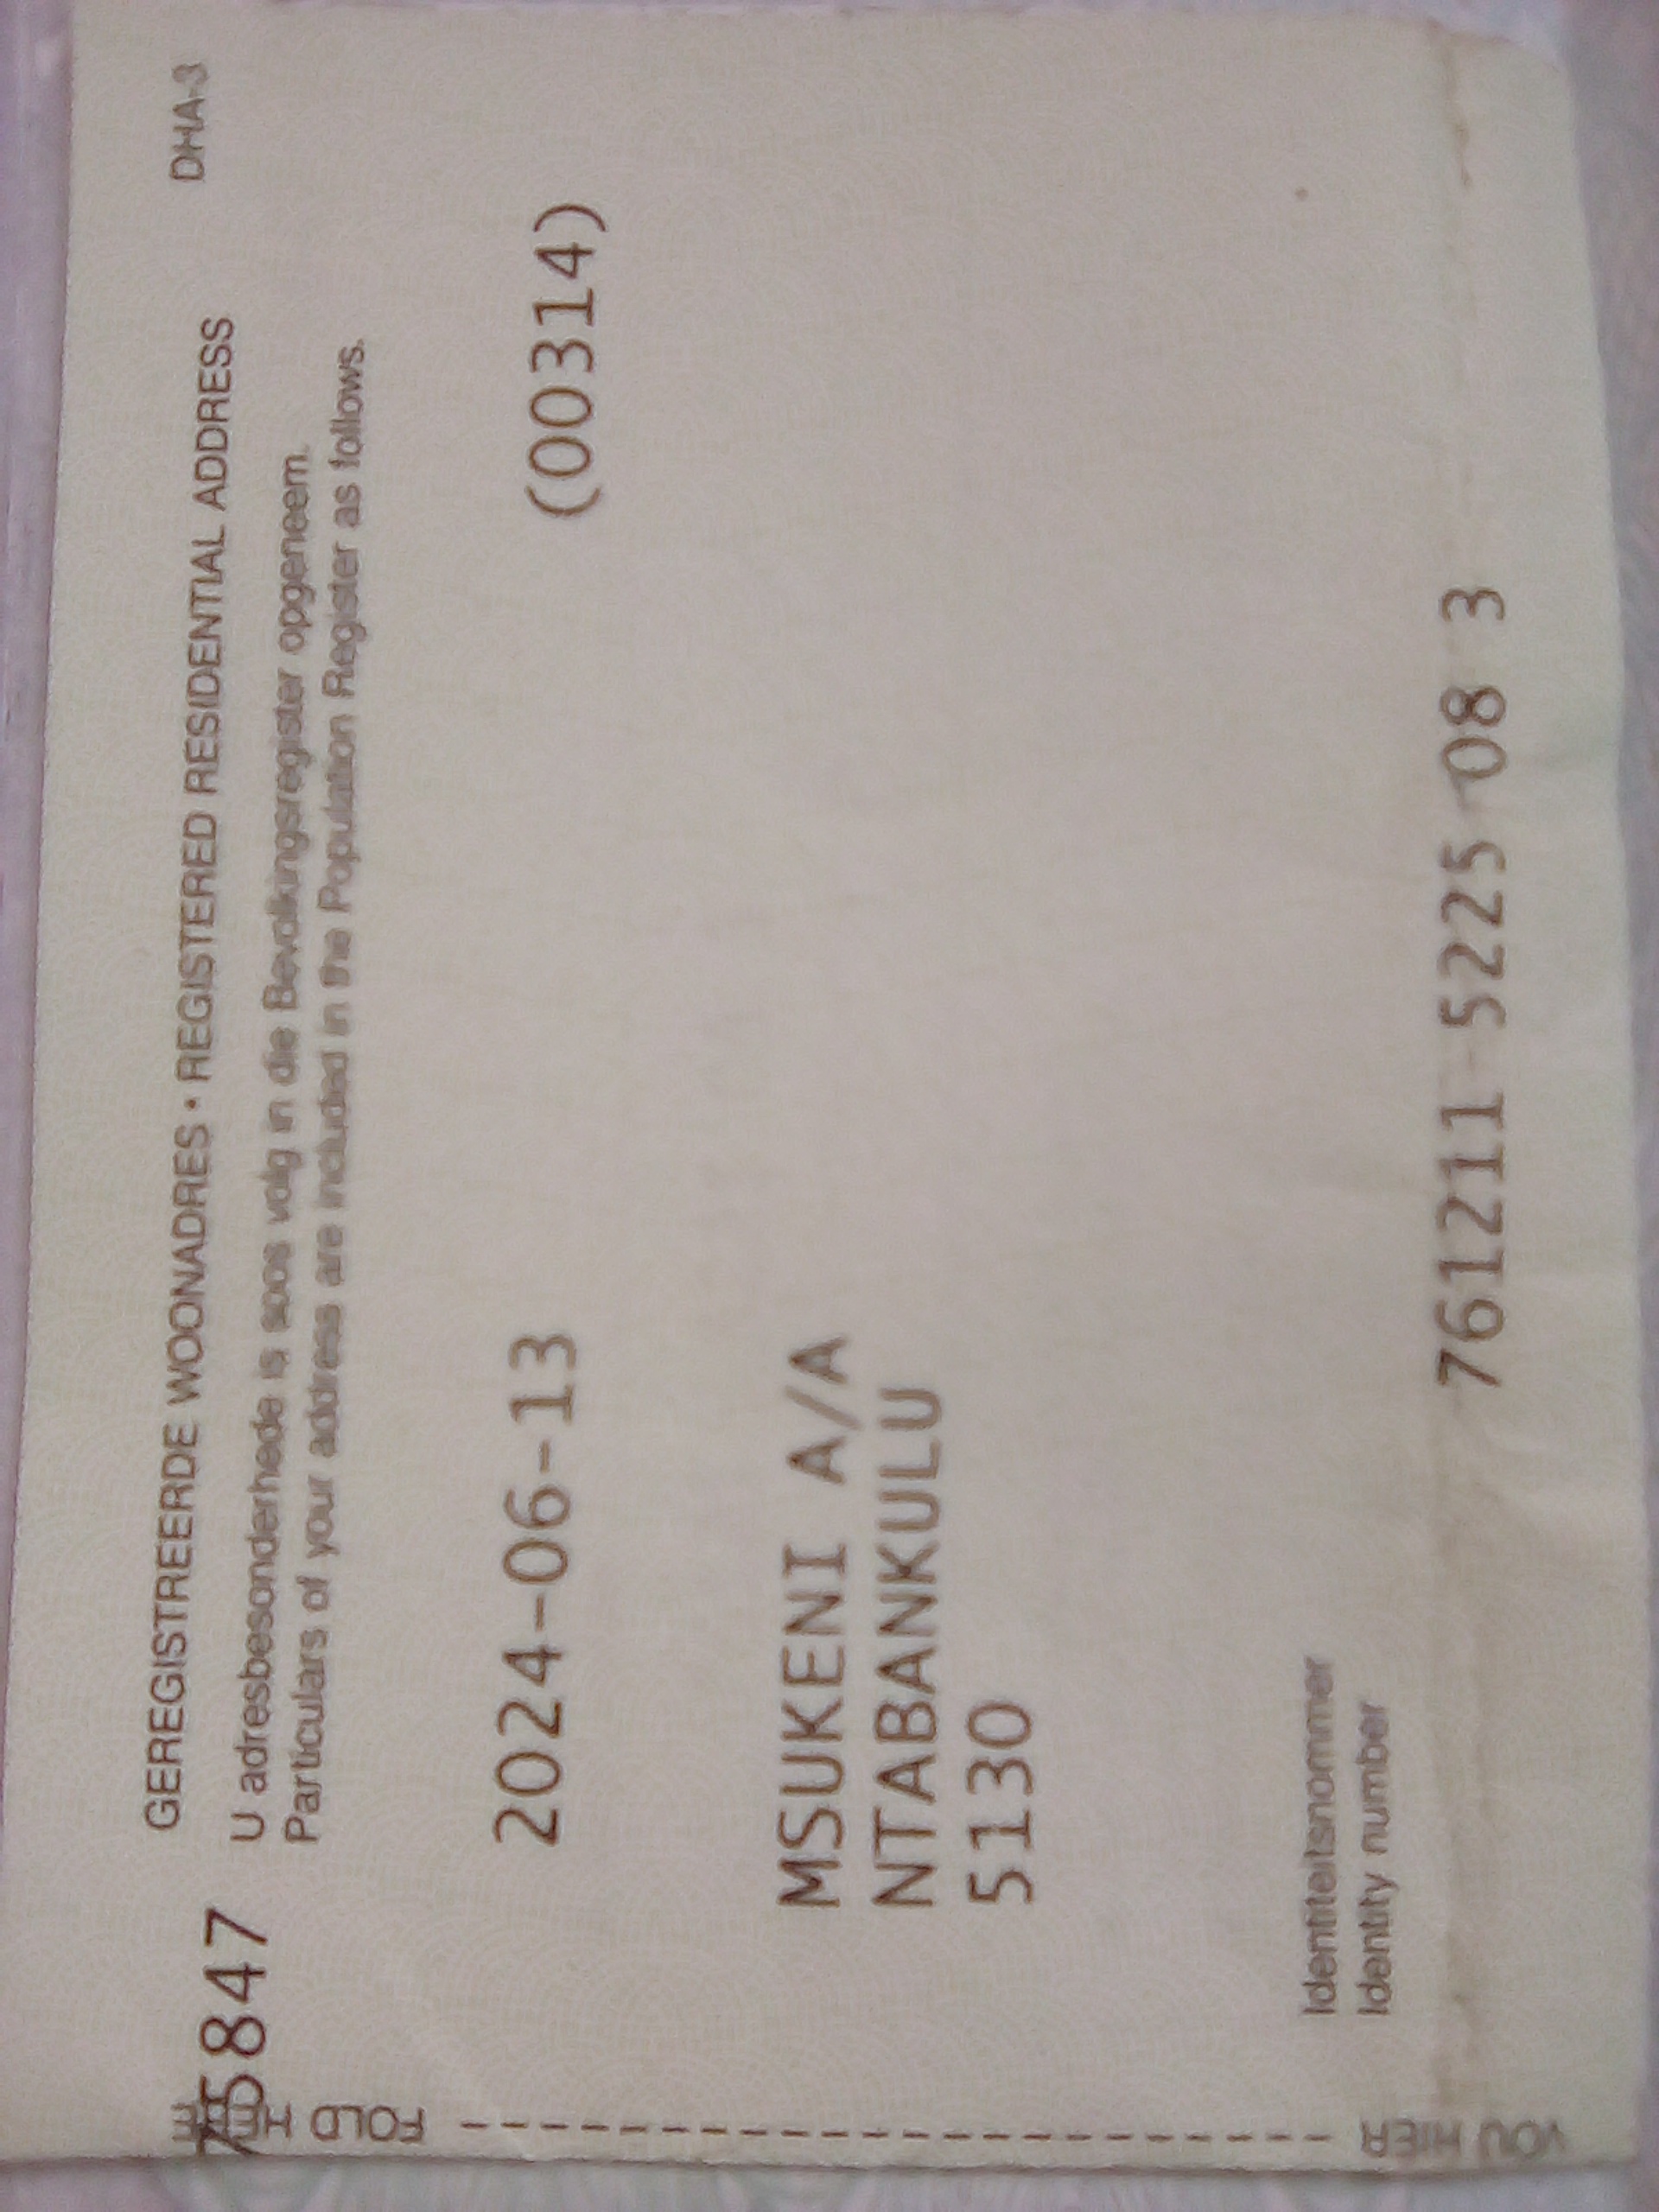 GEREGISTREERDE WOONADRES • REGISTERED RESIDENTIAL ADDRESS DHA-3
U adresbesonderhede is soos volg in die Bevolkingsregister opgeneem.
Particulars of your address are included in the Population Register as follows.
5847
2024-06-13 (00314)
MSUKENI A/A
NTABANKULU
5130
Identiteitsnommer
Identity number
761211 5225 08 3
FOLD
VOU HIER